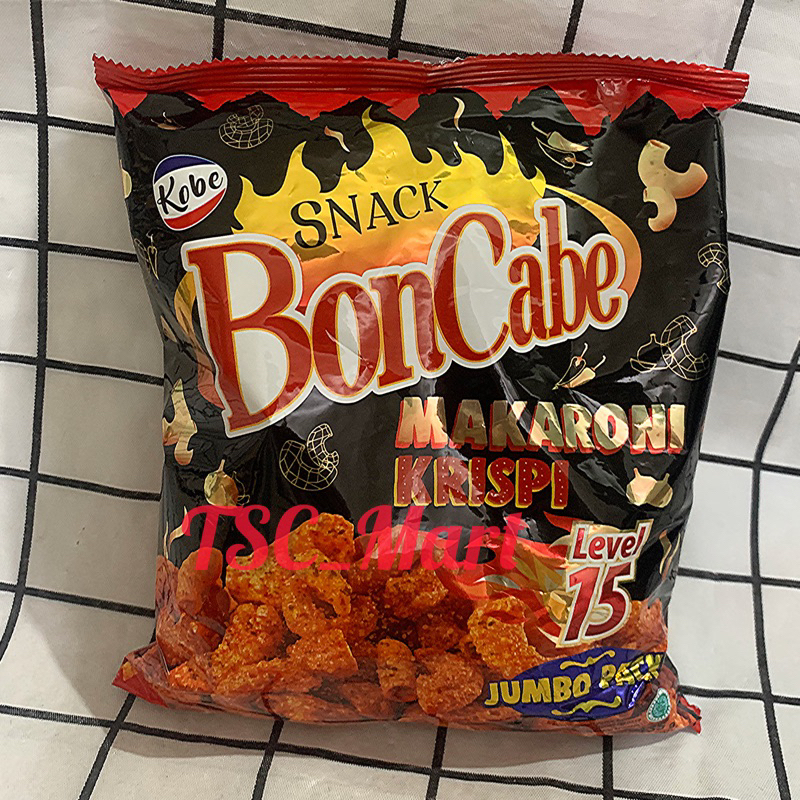 Kobe
SNACK
BonCabe
MAKARONI
KRISPI
TSC_Mart
Level
15
JUMBO PACK